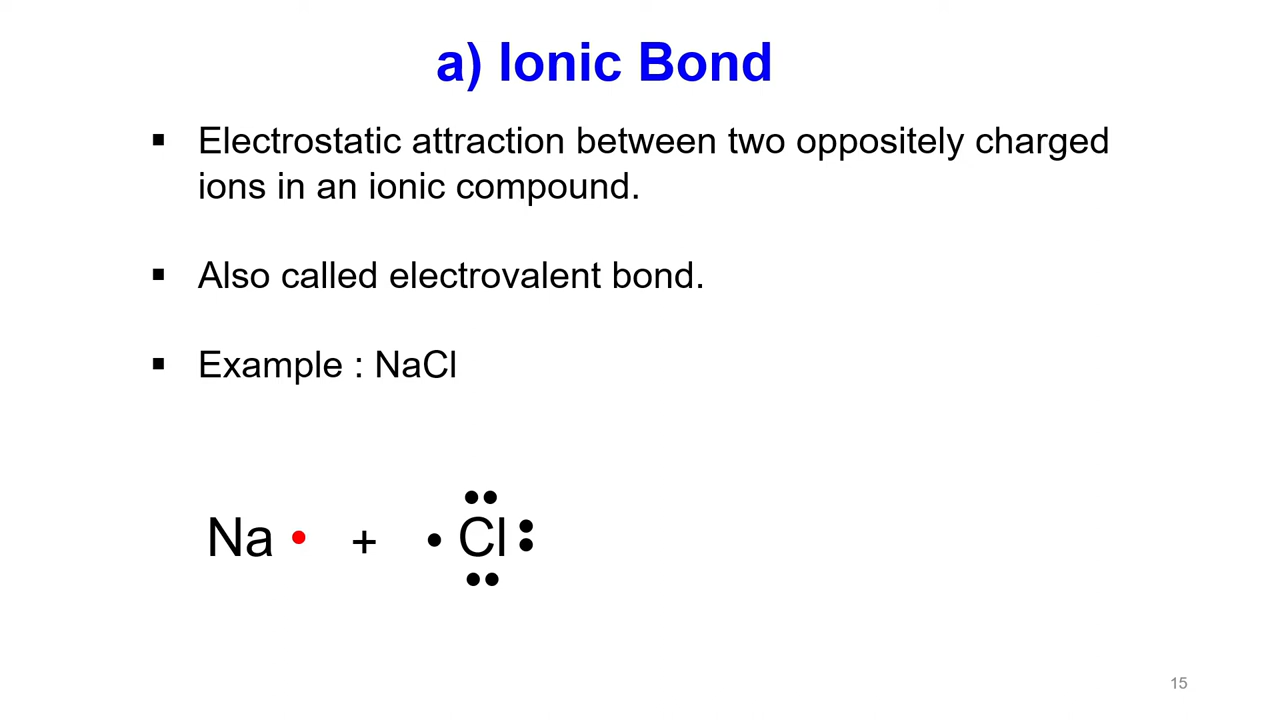 a) Ionic Bond
▪ Electrostatic attraction between two oppositely charged
ions in an ionic compound.
▪ Also called electrovalent bond.
▪ Example : NaCl
Na • + • Cl
15